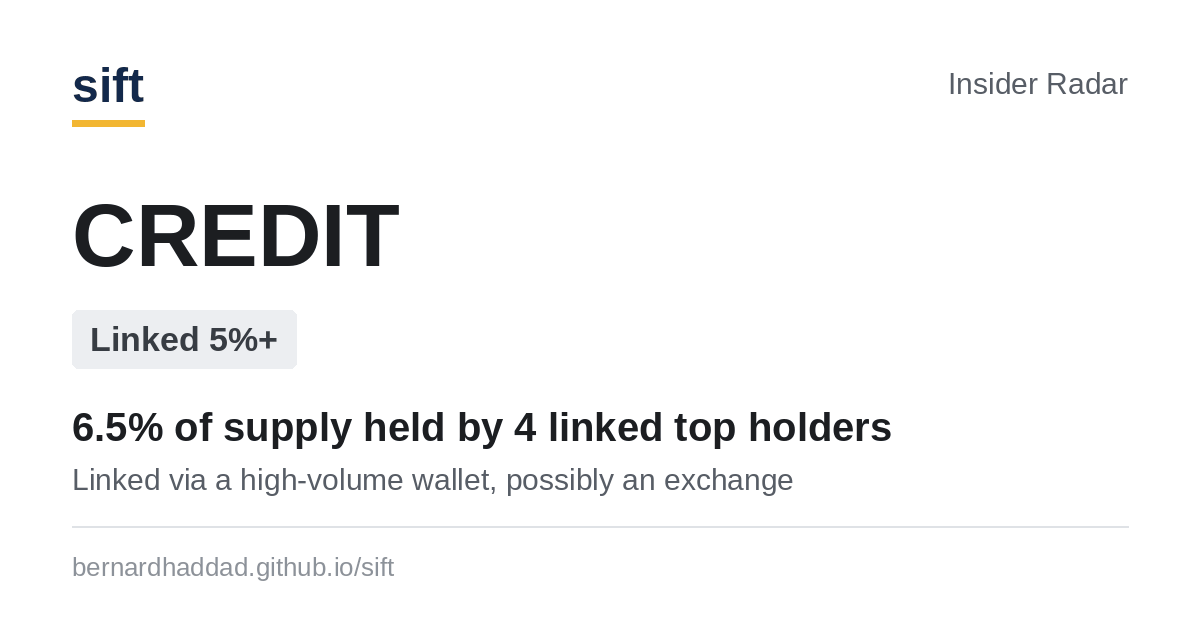 sift
Insider Radar
CREDIT
Linked 5%+
6.5% of supply held by 4 linked top holders
Linked via a high-volume wallet, possibly an exchange
bernardhaddad.github.io/sift